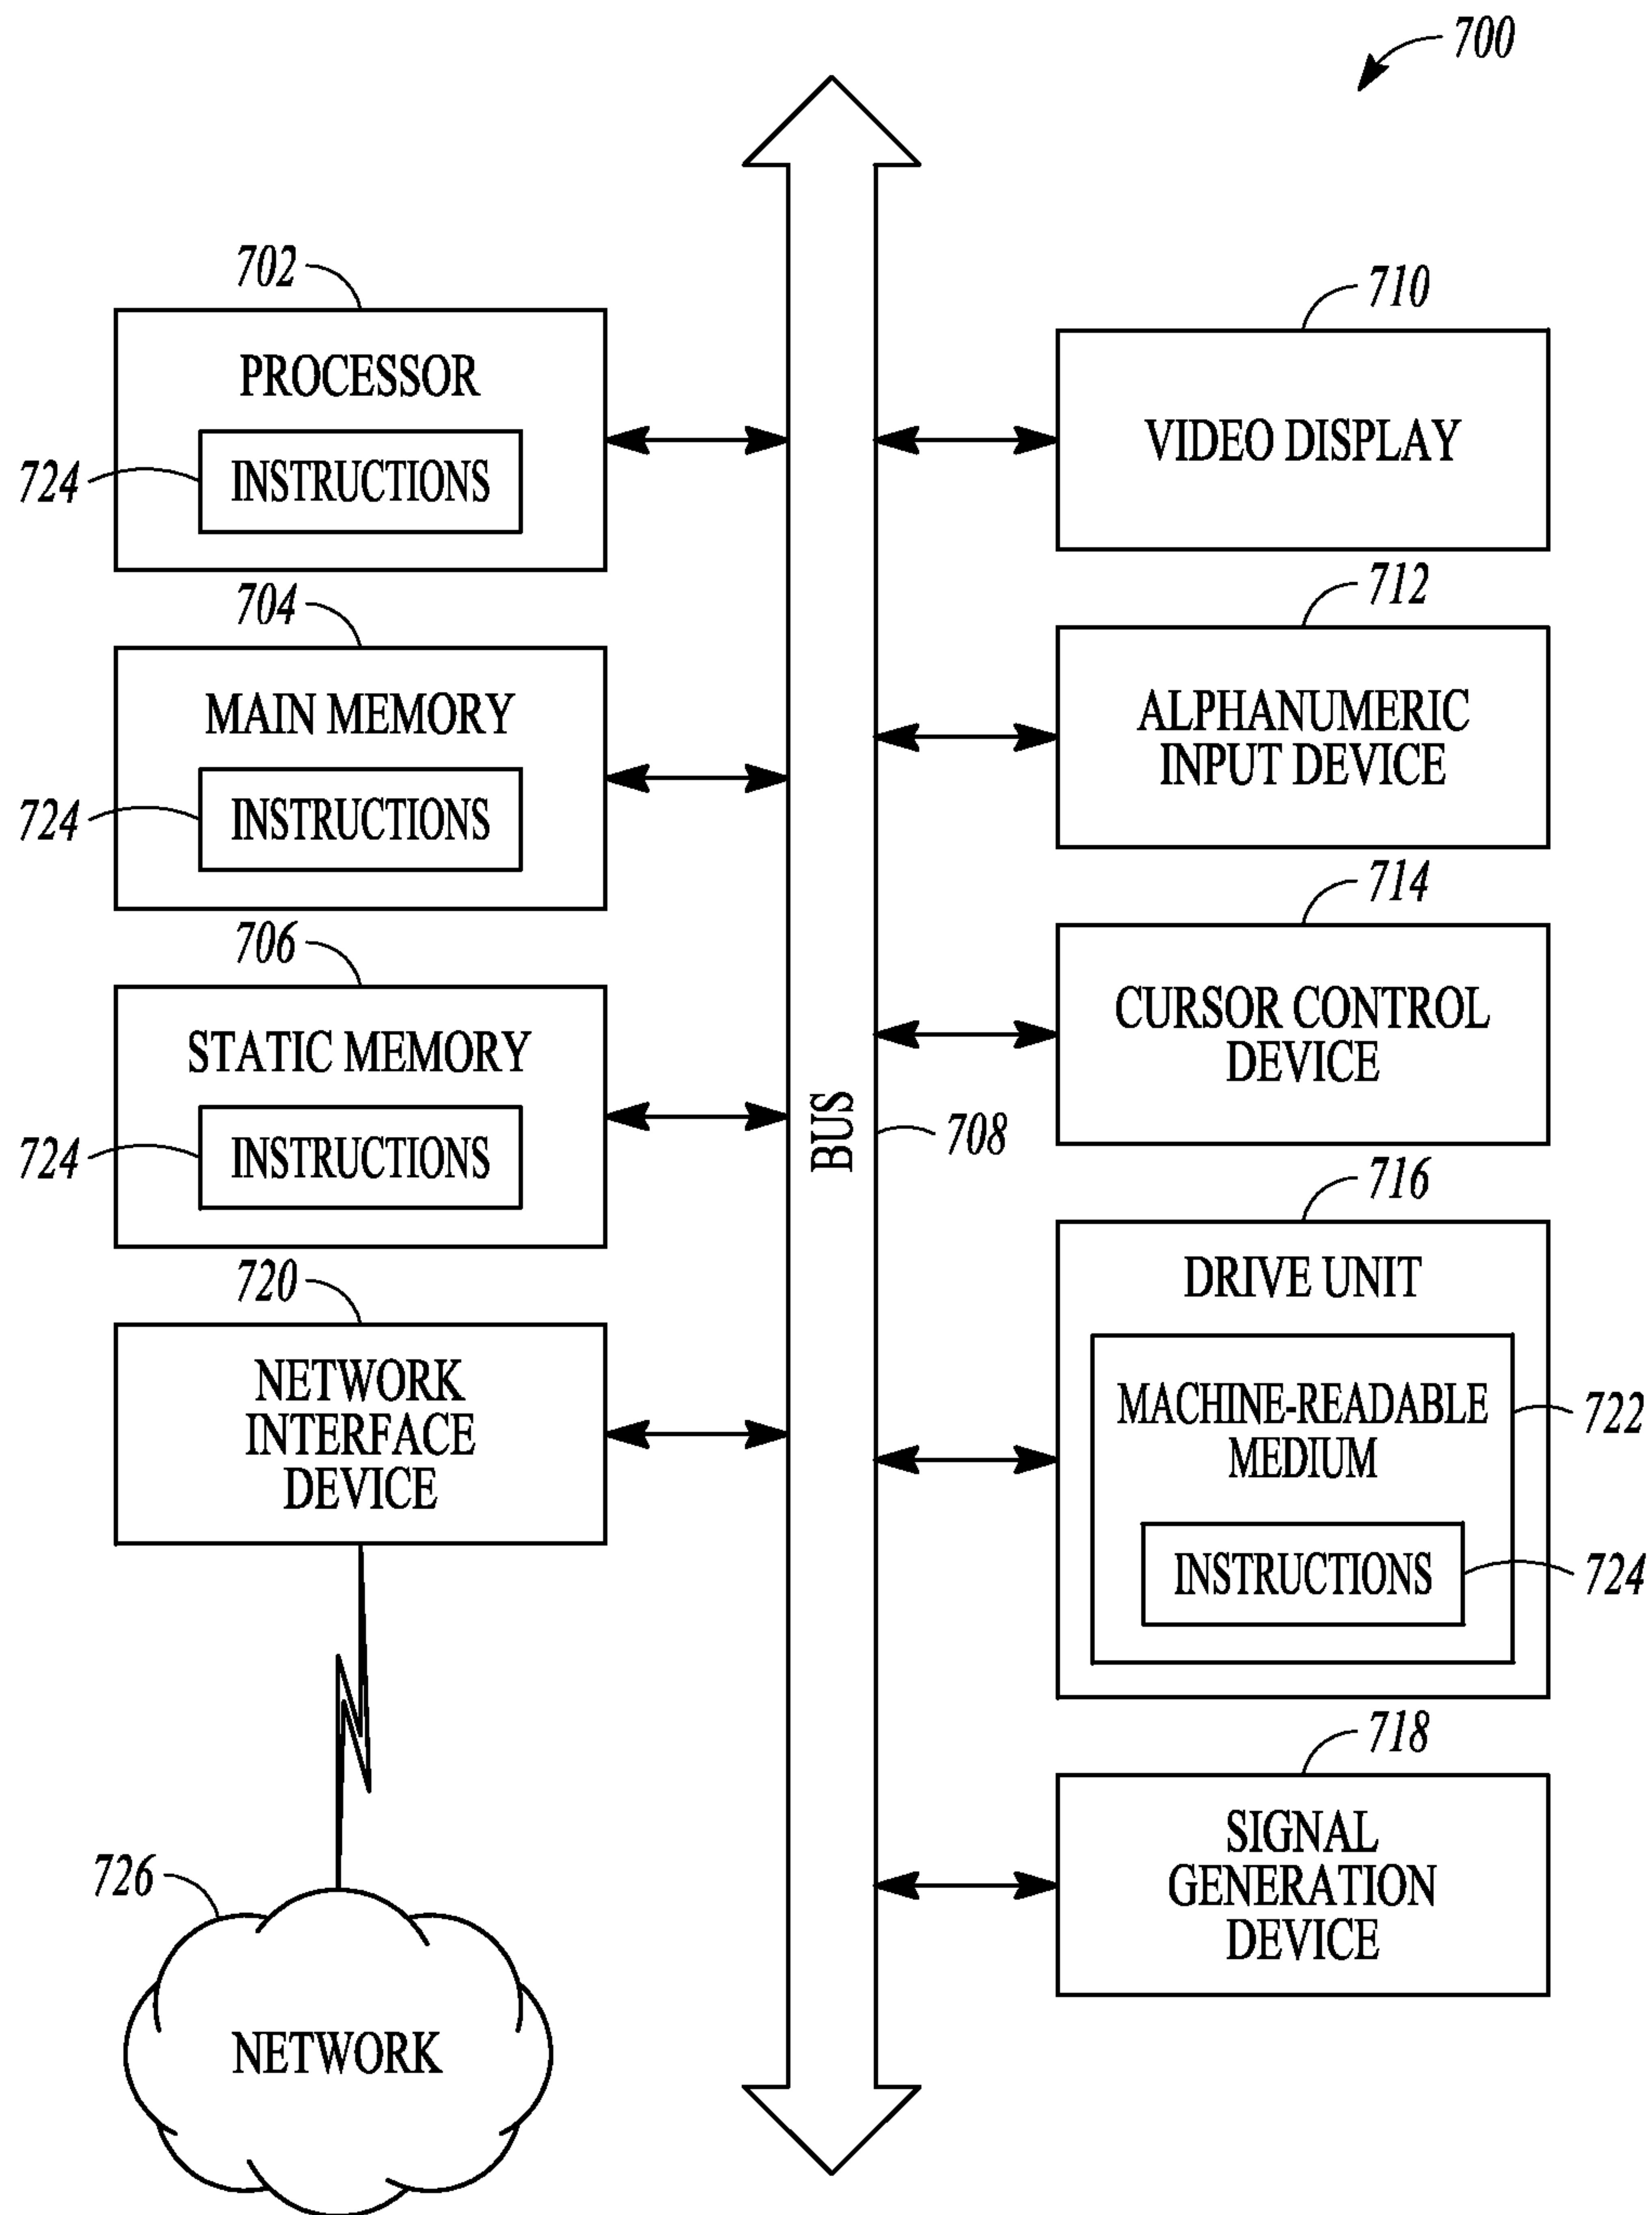 700
702
PROCESSOR
724
INSTRUCTIONS
704
MAIN MEMORY
724
INSTRUCTIONS
706
STATIC MEMORY
724
INSTRUCTIONS
720
NETWORK
INTERFACE
DEVICE
726
NETWORK
BUS
708
710
VIDEO DISPLAY
712
ALPHANUMERIC
INPUT DEVICE
714
CURSOR CONTROL
DEVICE
716
DRIVE UNIT
MACHINE-READABLE
MEDIUM
722
INSTRUCTIONS
724
718
SIGNAL
GENERATION
DEVICE